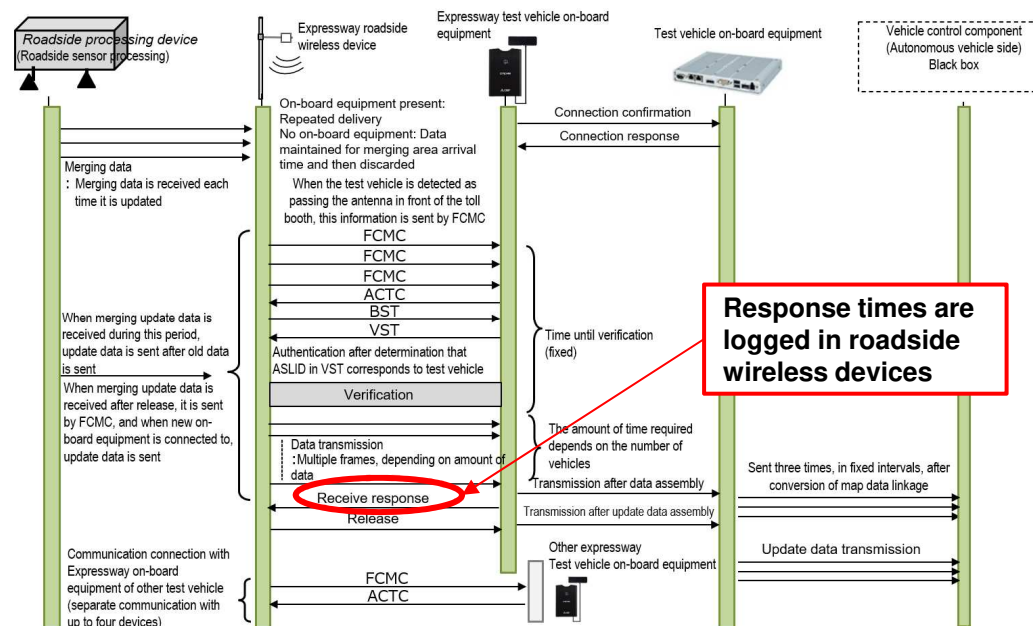 Roadside processing device
(Roadside sensor processing)
Expressway roadside
wireless device
Expressway test vehicle on-board
equipment
Test vehicle on-board equipment
Vehicle control component
(Autonomous vehicle side)
Black box
On-board equipment present:
Repeated delivery
No on-board equipment: Data
maintained for merging area arrival
time and then discarded
Connection confirmation
Connection response
Merging data
: Merging data is received each
time it is updated
When the test vehicle is detected as
passing the antenna in front of the toll
booth, this information is sent by FCMC
FCMC
FCMC
FCMC
ACTC
BST
VST
When merging update data is
received during this period,
update data is sent after old data
is sent
When merging update data is
received after release, it is sent
by FCMC, and when new on-
board equipment is connected to,
update data is sent
Time until verification
(fixed)
Response times are
logged in roadside
wireless devices
Authentication after determination that
ASLID in VST corresponds to test vehicle
Verification
The amount of time required
depends on the number of
vehicles
Data transmission
:Multiple frames, depending on amount of
data
Transmission after data assembly
Sent three times, in fixed intervals, after
conversion of map data linkage
Receive response
Release
Transmission after update data assembly
Communication connection with
Expressway on-board
equipment of other test vehicle
(separate communication with
up to four devices)
FCMC
ACTC
Other expressway
Test vehicle on-board equipment
Update data transmission